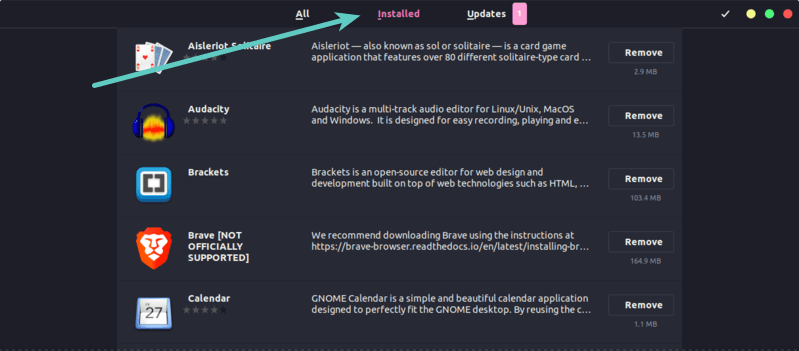 All
Installed
Updates
1
Aisleriot Solitaire
Aisleriot — also known as sol or solitaire — is a card game
application that features over 80 different solitaire-type card ...
Remove
2.9 MB
Audacity
Audacity is a multi-track audio editor for Linux/Unix, MacOS
and Windows. It is designed for easy recording, playing and e...
Remove
13.5 MB
Brackets
Brackets is an open-source editor for web design and
development built on top of web technologies such as HTML, ...
Remove
103.4 MB
Brave [NOT
OFFICIALLY
SUPPORTED]
We recommend downloading Brave using the instructions at
https://brave-browser.readthedocs.io/en/latest/installing-br...
Remove
164.9 MB
27
Calendar
GNOME Calendar is a simple and beautiful calendar application
designed to perfectly fit the GNOME desktop. By reusing the c...
Remove
1.1 MB